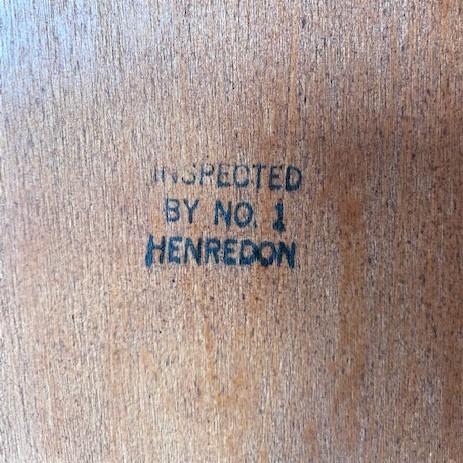 INSPECTED
BY NO. 1
HENREDON